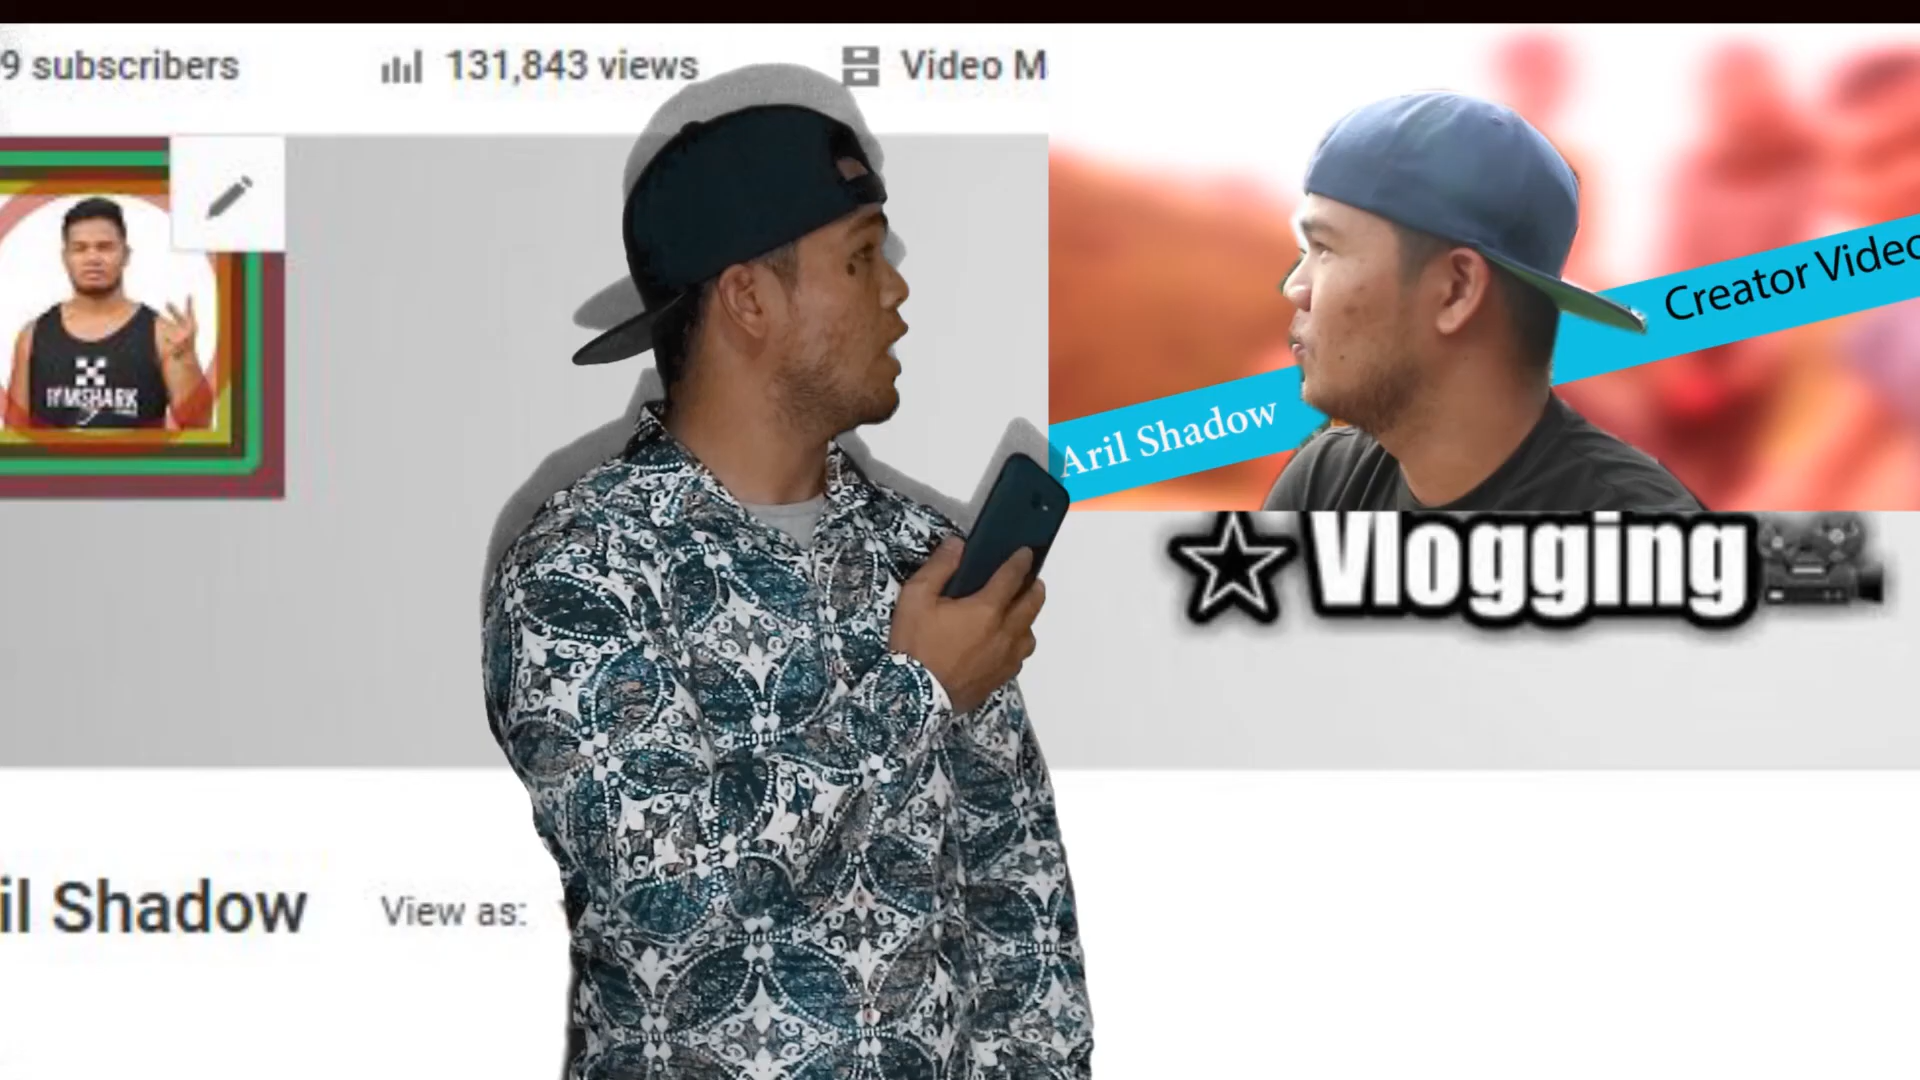 9 subscribers
131,843 views
Video M
Creator Video
Aril Shadow
Vlogging
il Shadow
View as: